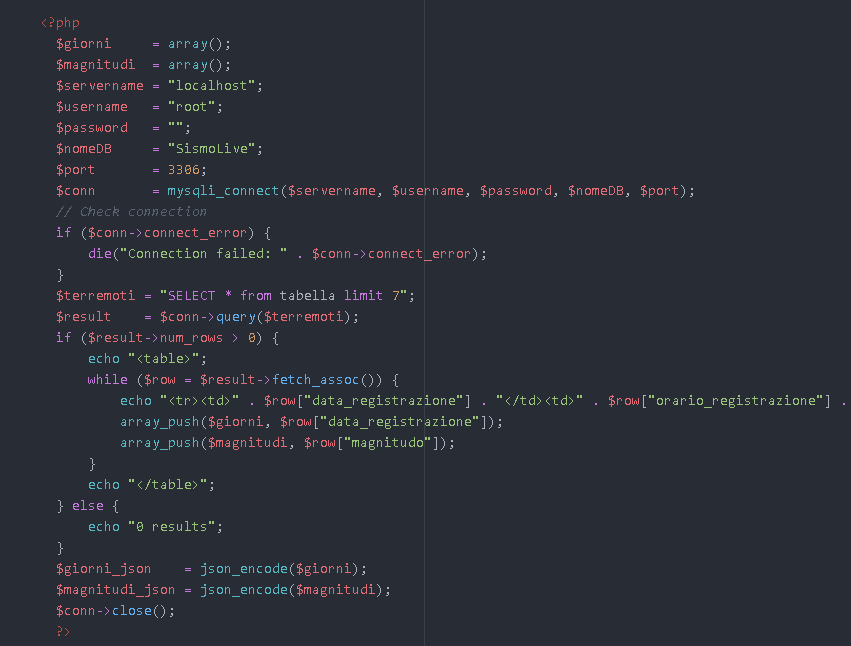 <?php
$giorni     = array();
$magnitudi  = array();
$servername = "localhost";
$username   = "root";
$password   = "";
$nomeDB     = "SismoLive";
$port       = 3306;
$conn       = mysqli_connect($servername, $username, $password, $nomeDB, $port);
// Check connection
if ($conn->connect_error) {
    die("Connection failed: " . $conn->connect_error);
}
$terremoti = "SELECT * from tabella limit 7";
$result    = $conn->query($terremoti);
if ($result->num_rows > 0) {
    echo "<table>";
    while ($row = $result->fetch_assoc()) {
        echo "<tr><td>" . $row["data_registrazione"] . "</td><td>" . $row["orario_registrazione"] .
        array_push($giorni, $row["data_registrazione"]);
        array_push($magnitudi, $row["magnitudo"]);
    }
    echo "</table>";
} else {
    echo "0 results";
}
$giorni_json    = json_encode($giorni);
$magnitudi_json = json_encode($magnitudi);
$conn->close();
?>